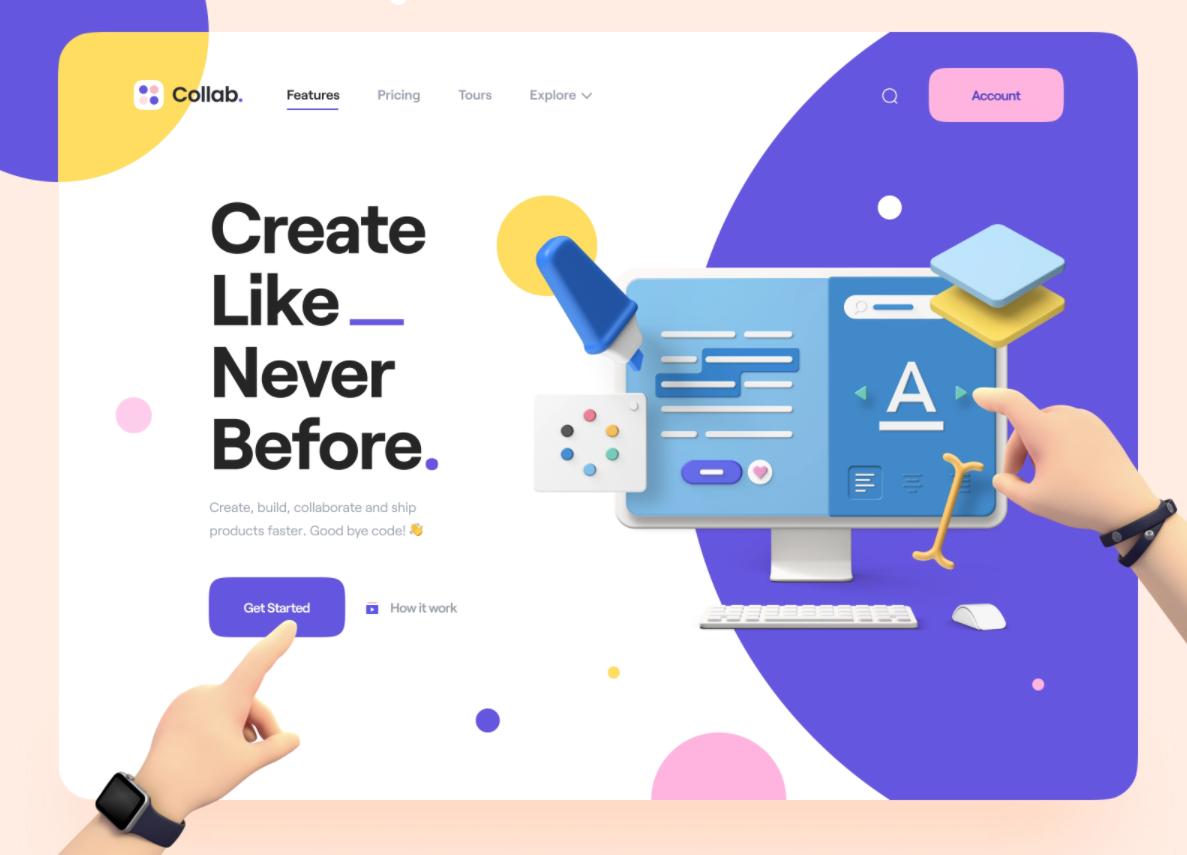 Collab.
Features
Pricing
Tours
Explore
Account
Create
Like
Never
Before.
Create, build, collaborate and ship
products faster. Good bye code! 👋
Get Started
How it work
A